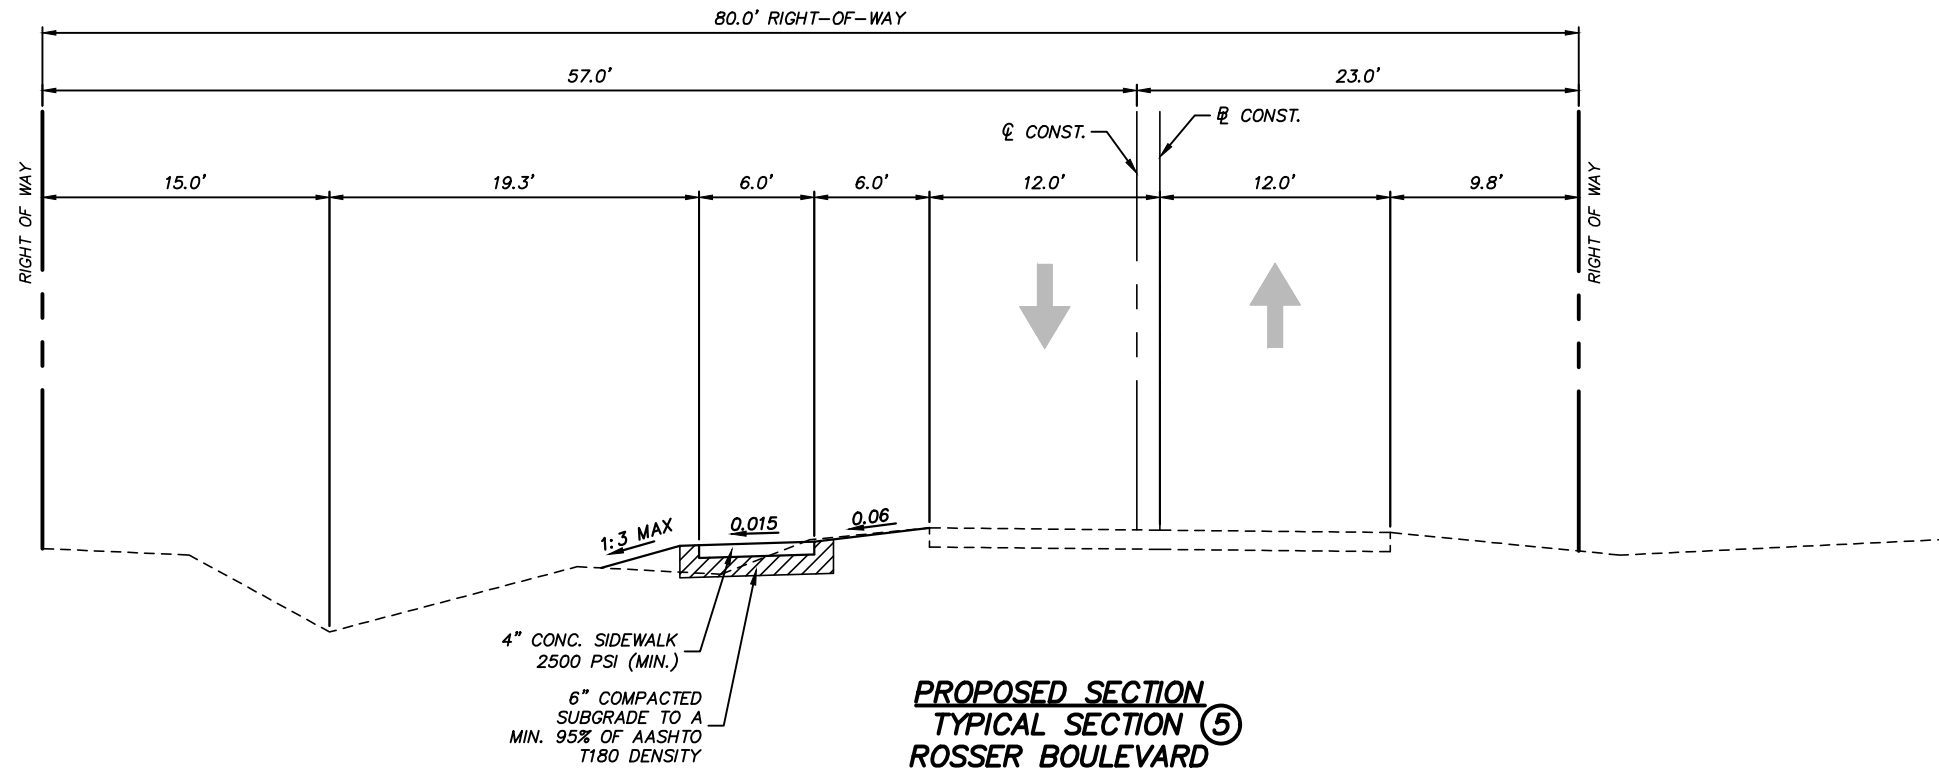 80.0' RIGHT-OF-WAY
57.0'
23.0'
℄ CONST.
BL CONST.
RIGHT OF WAY
15.0'
19.3'
6.0'
6.0'
12.0'
12.0'
9.8'
RIGHT OF WAY
1:3 MAX
0.015
0.06
4" CONC. SIDEWALK
2500 PSI (MIN.)
6" COMPACTED
SUBGRADE TO A
MIN. 95% OF AASHTO
T180 DENSITY
PROPOSED SECTION
TYPICAL SECTION 5
ROSSER BOULEVARD